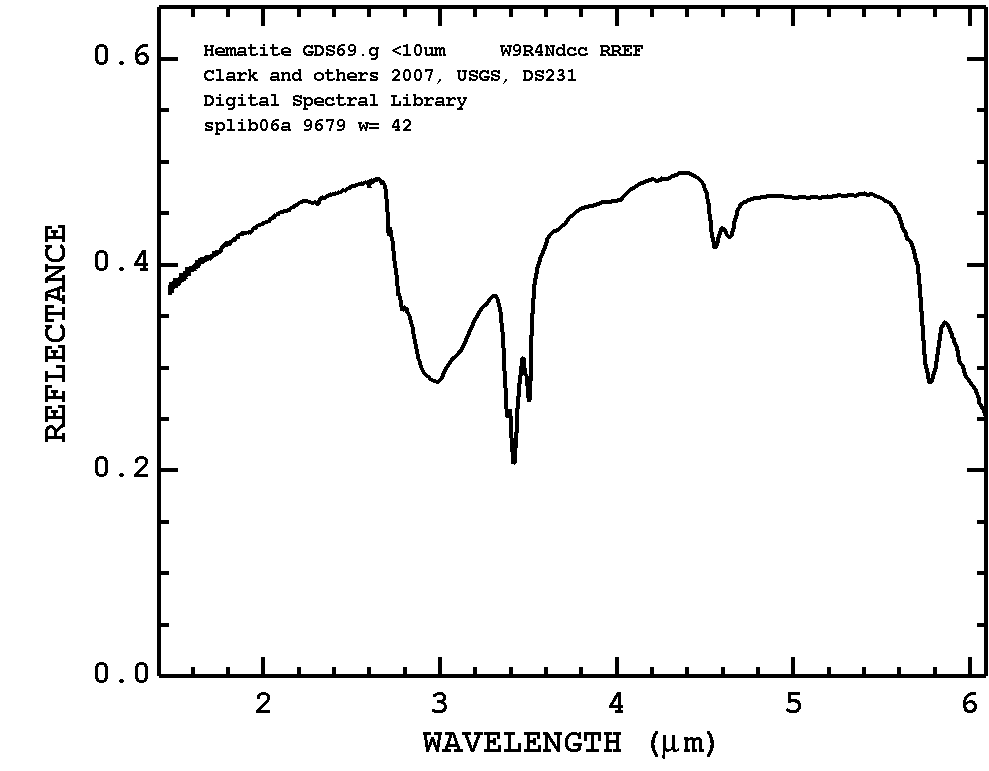 Hematite GDS69.g <10um W9R4Ndcc RREF
Clark and others 2007, USGS, DS231
Digital Spectral Library
splib06a 9679 w= 42
0.6
0.4
0.2
0.0
REFLECTANCE
2 3 4 5 6
WAVELENGTH (μm)